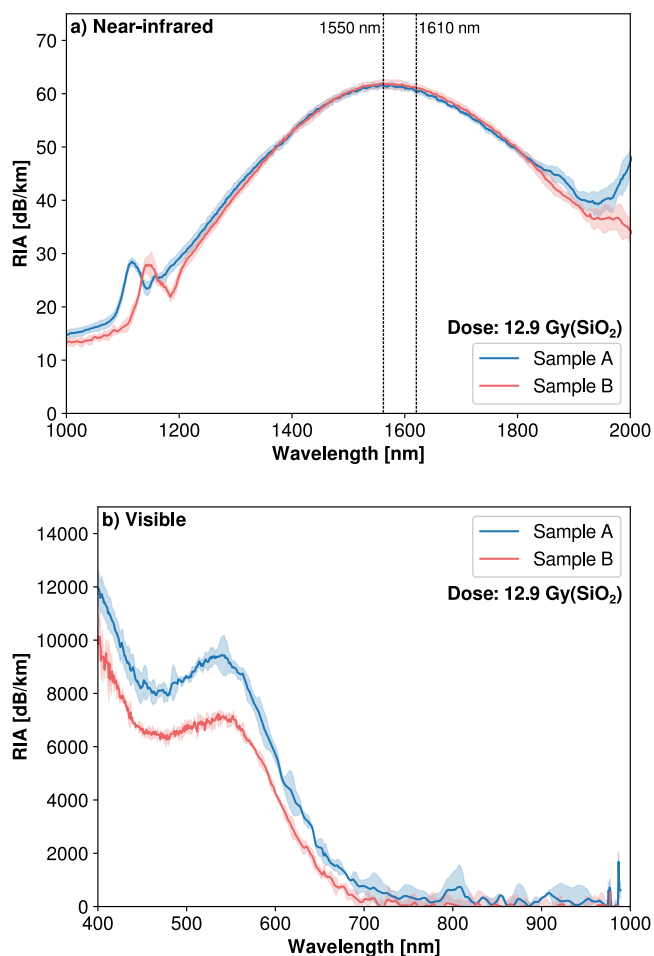 a) Near-infrared
1550 nm
1610 nm
70
60
50
40
30
20
10
0
RIA [dB/km]
Dose: 12.9 Gy(SiO₂)
Sample A
Sample B
1000 1200 1400 1600 1800 2000
Wavelength [nm]
b) Visible
14000
12000
10000
8000
6000
4000
2000
0
RIA [dB/km]
Sample A
Sample B
Dose: 12.9 Gy(SiO₂)
400 500 600 700 800 900 1000
Wavelength [nm]